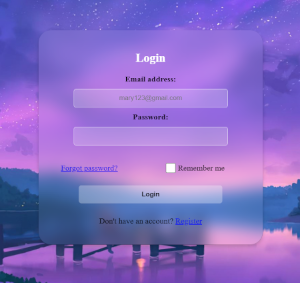 Login
Email address:
mary123@gmail.com
Password:
Forgot password? Remember me
Login
Don't have an account? Register